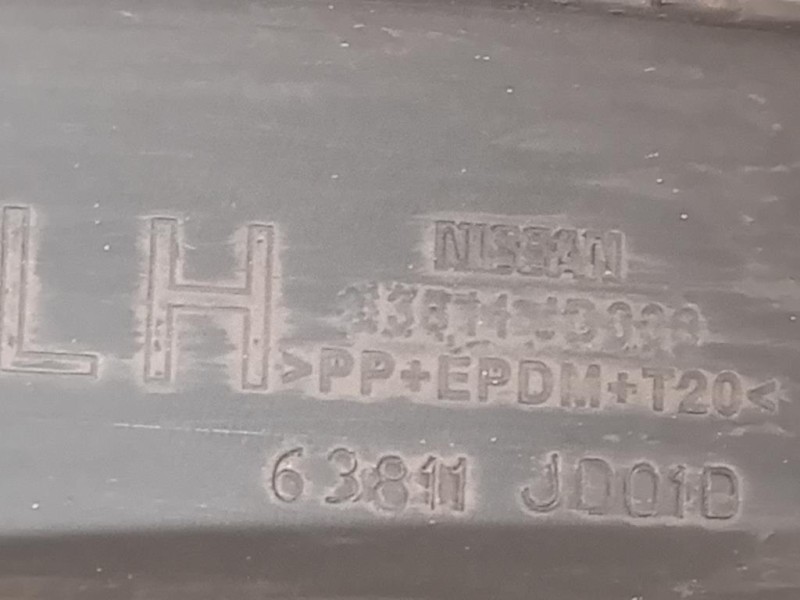 LH
NISSAN
>PP+EPDM+T20<
63811 JD01D